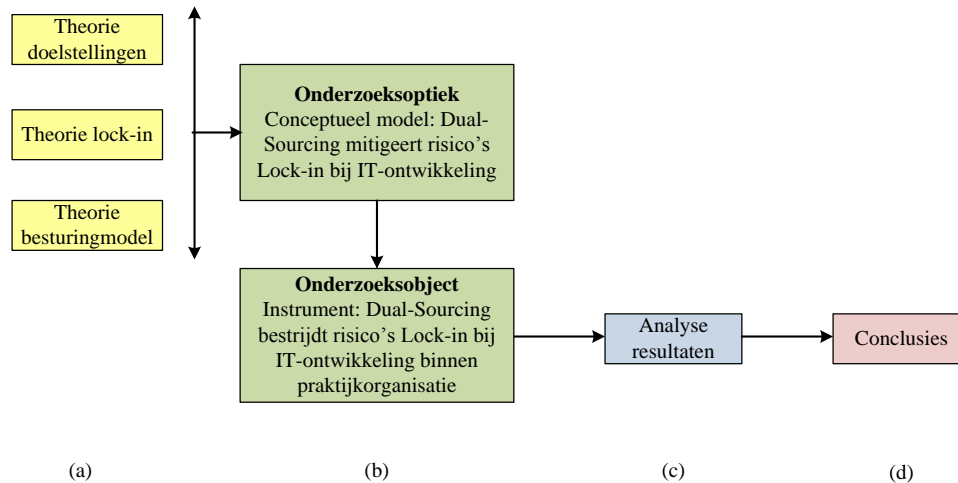 Theorie
doelstellingen
Theorie lock-in
Theorie
besturingmodel
Onderzoeksoptiek
Conceptueel model: Dual-
Sourcing mitigeert risico's
Lock-in bij IT-ontwikkeling
Onderzoeksobject
Instrument: Dual-Sourcing
bestrijdt risico's Lock-in bij
IT-ontwikkeling binnen
praktijkorganisatie
Analyse
resultaten
Conclusies
(a)
(b)
(c)
(d)